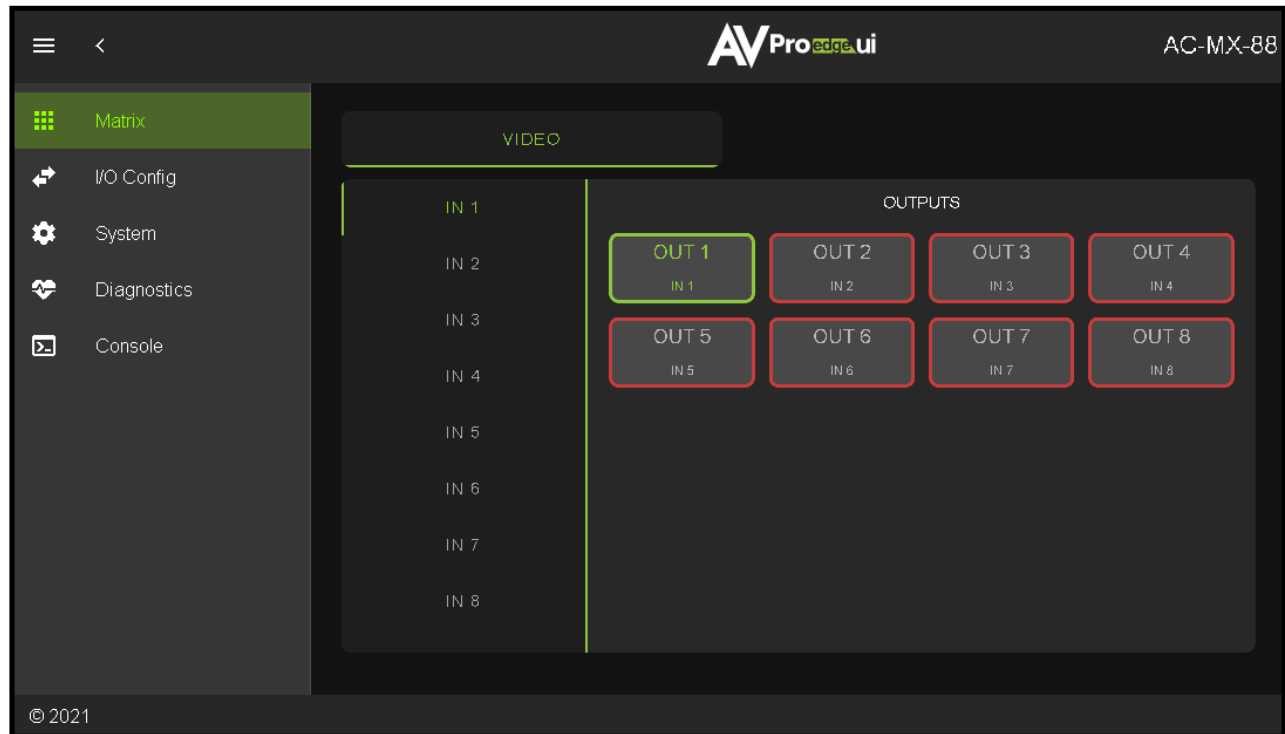 AVProedge.ui
AC-MX-88
Matrix
I/O Config
System
Diagnostics
Console
VIDEO
IN 1
IN 2
IN 3
IN 4
IN 5
IN 6
IN 7
IN 8
OUTPUTS
OUT 1
IN 1
OUT 2
IN 2
OUT 3
IN 3
OUT 4
IN 4
OUT 5
IN 5
OUT 6
IN 6
OUT 7
IN 7
OUT 8
IN 8
© 2021